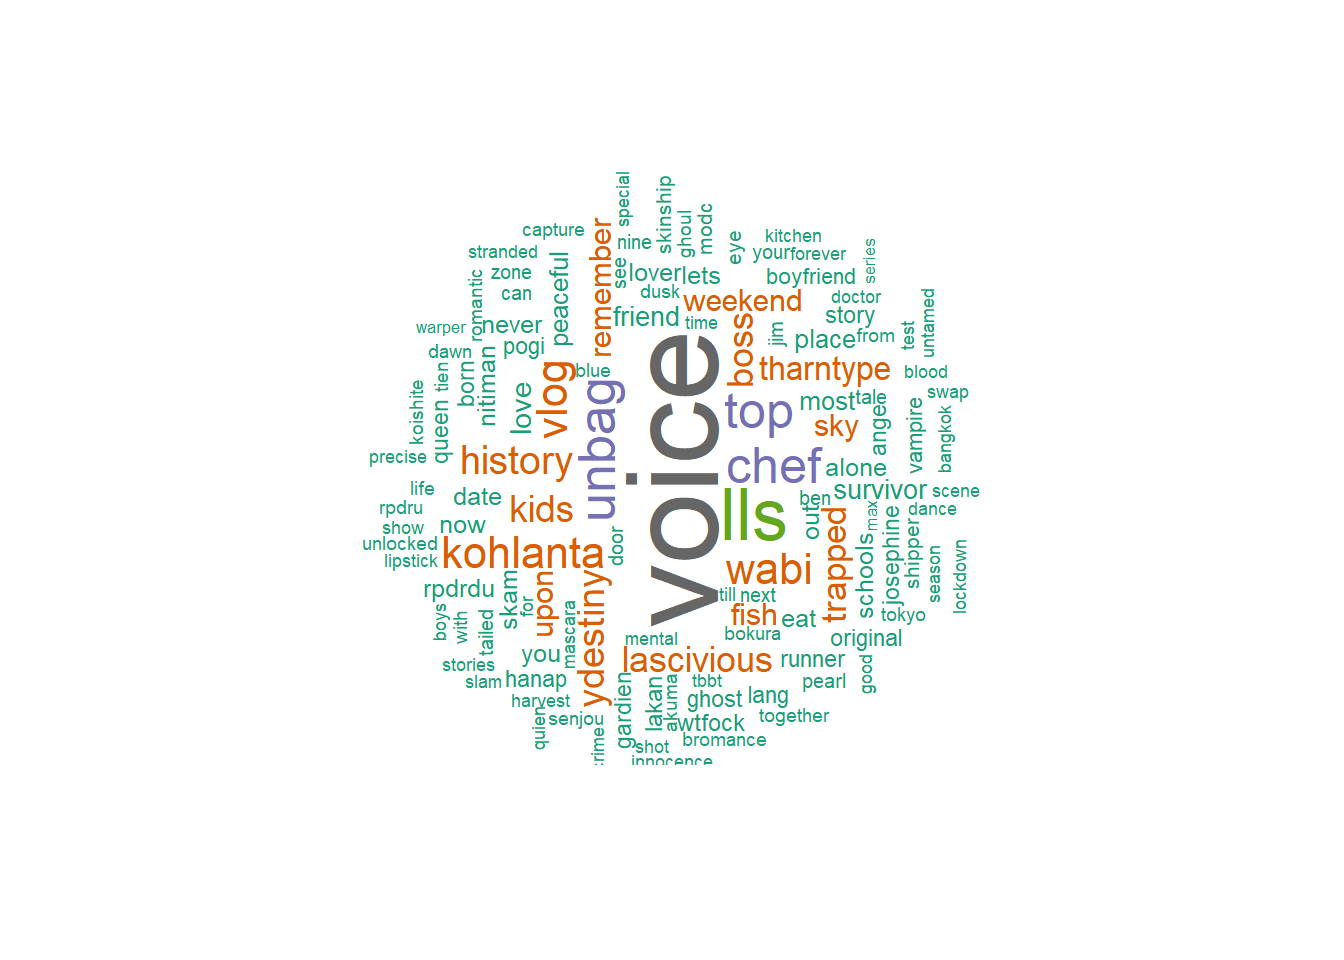 special
skinship
ghoul
modc
capture
remember
nine
eye
kitchen
stranded
zone
can
romantic
peaceful
see
lover
lets
your
forever
series
boyfriend
dusk
weekend
doctor
warper
never
friend
time
boss
jim
story
place
from
test
untamed
dawn
pogi
tien
born
nitiman
love
vlog
blue
voice
tharntype
blood
koishite
queen
unbag
top
most
tale
swap
sky
angel
vampire
bangkok
precise
history
chef
alone
life
date
kids
lls
ben
survivor
scene
rpdru
show
now
out
max
dance
unlocked
lipstick
kohlanta
door
wabi
trapped
schools
josephine
shipper
season
lockdown
rpdrdu
skam
for
upon
ydestiny
till
next
fish
eat
tokyo
boys
with
tailed
mascara
mental
bokura
original
you
stories
slam
hanap
lascivious
runner
good
harvest
gardien
lakan
akuma
tbbt
ghost
lang
pearl
quien
senjou
wtfock
together
crime
shot
bromance
innocence